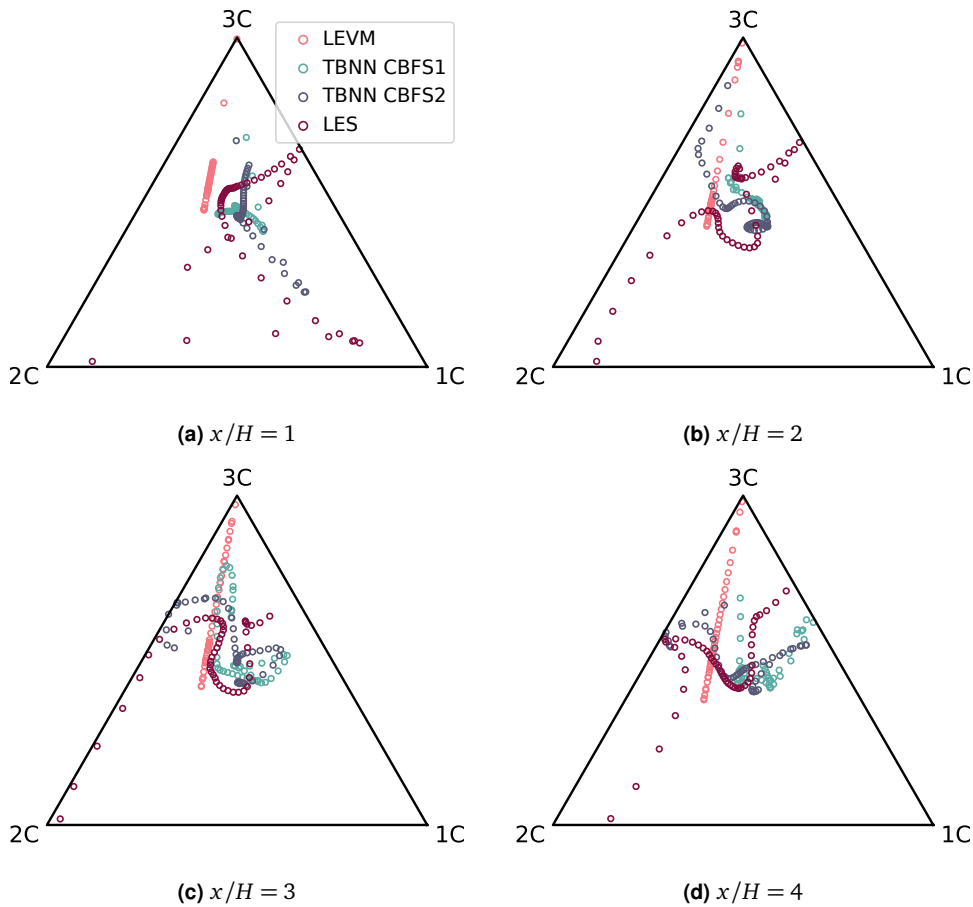 3C
LEVM
TBNN CBFS1
TBNN CBFS2
LES
2C
1C
(a) x/H = 1
3C
2C
1C
(b) x/H = 2
3C
2C
1C
(c) x/H = 3
3C
2C
1C
(d) x/H = 4